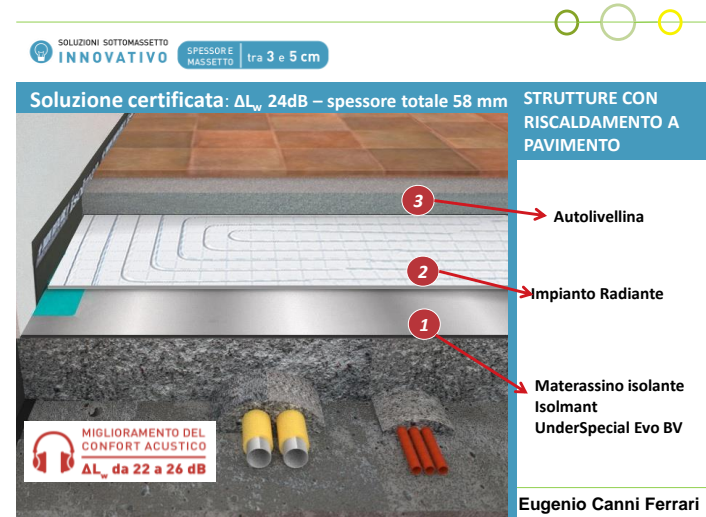 SOLUZIONI SOTTOMASSETTO
INNOVATIVO
SPESSORE
MASSETTO
tra 3 e 5 cm
Soluzione certificata: ΔLw 24dB – spessore totale 58 mm
STRUTTURE CON
RISCALDAMENTO A
PAVIMENTO
3
Autolivellina
2
Impianto Radiante
1
Materassino isolante
Isolmant
UnderSpecial Evo BV
MIGLIORAMENTO DEL
CONFORT ACUSTICO
ΔLw da 22 a 26 dB
Eugenio Canni Ferrari